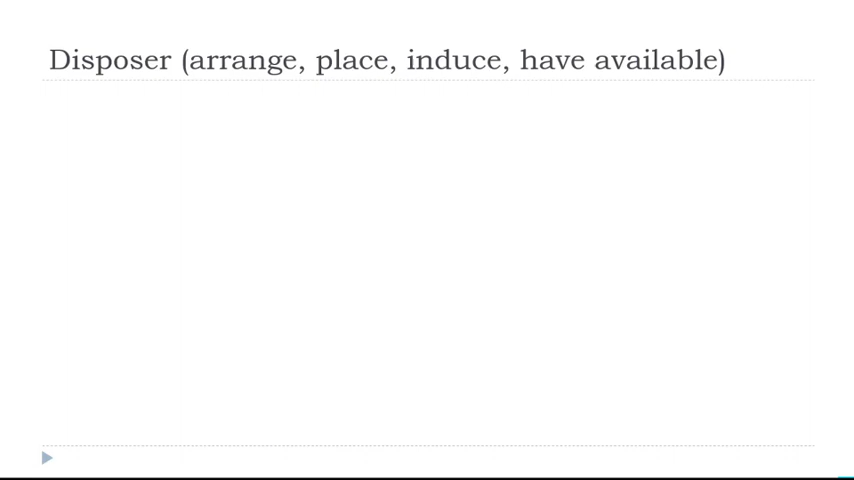 Disposer (arrange, place, induce, have available)